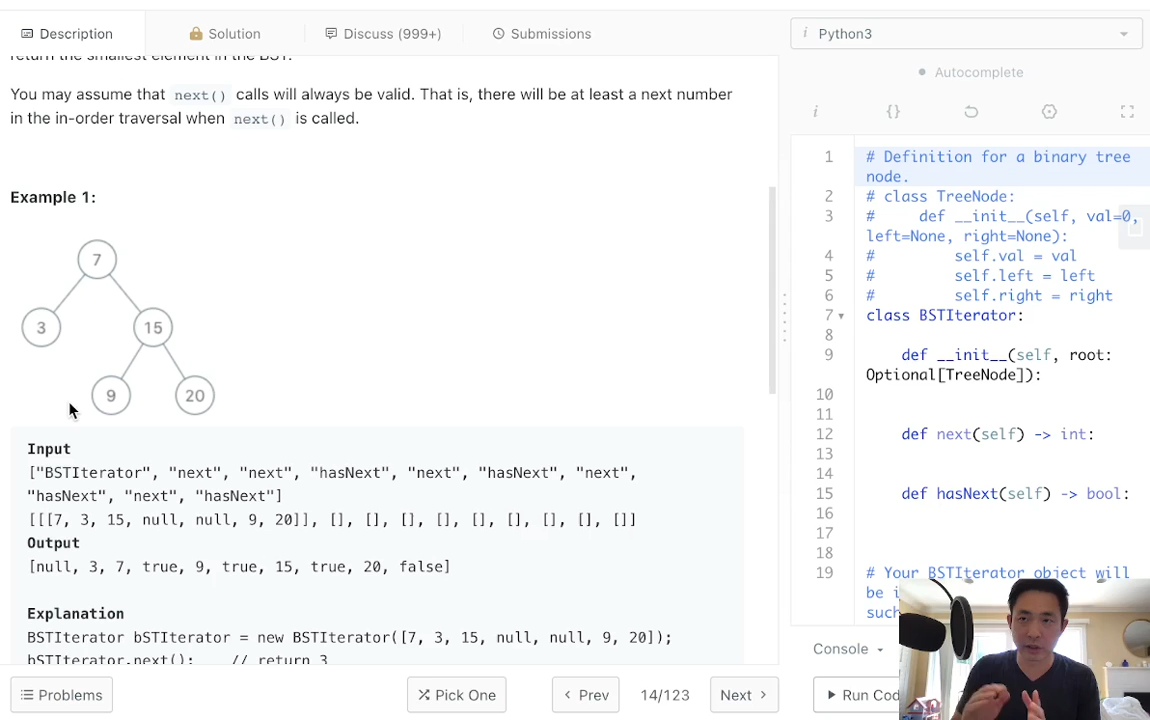 Description
Solution
Discuss (999+)
Submissions
Python3
Autocomplete
return the smallest element in the BST.
You may assume that next() calls will always be valid. That is, there will be at least a next number
in the in-order traversal when next() is called.
Example 1:
7
3
15
9
20
Input
["BSTIterator", "next", "next", "hasNext", "next", "hasNext", "next",
"hasNext", "next", "hasNext"]
[[[7, 3, 15, null, null, 9, 20]], [], [], [], [], [], [], [], [], []]
Output
[null, 3, 7, true, 9, true, 15, true, 20, false]
Explanation
BSTIterator bSTIterator = new BSTIterator([7, 3, 15, null, null, 9, 20]);
bSTIterator.next(); // return 3
1 # Definition for a binary tree
node.
2 # class TreeNode:
3 # def __init__(self, val=0,
left=None, right=None):
4 # self.val = val
5 # self.left = left
6 # self.right = right
7 class BSTIterator:
8
9 def __init__(self, root:
Optional[TreeNode]):
10
11
12 def next(self) -> int:
13
14
15 def hasNext(self) -> bool:
16
17
18
19 # Your BSTIterator object will
be i
suc
Console
Problems
Pick One
Prev
14/123
Next
Run Cod